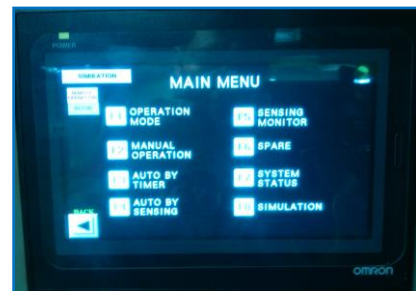 POWER
SIMULATION
MAIN MENU
F1 OPERATION
MODE
F2 MANUAL
OPERATION
F3 AUTO BY
TIMER
F4 AUTO BY
SENSING
F5 SENSING
MONITOR
F6 SPARE
F7 SYSTEM
STATUS
F8 SIMULATION
BACK
OMRON